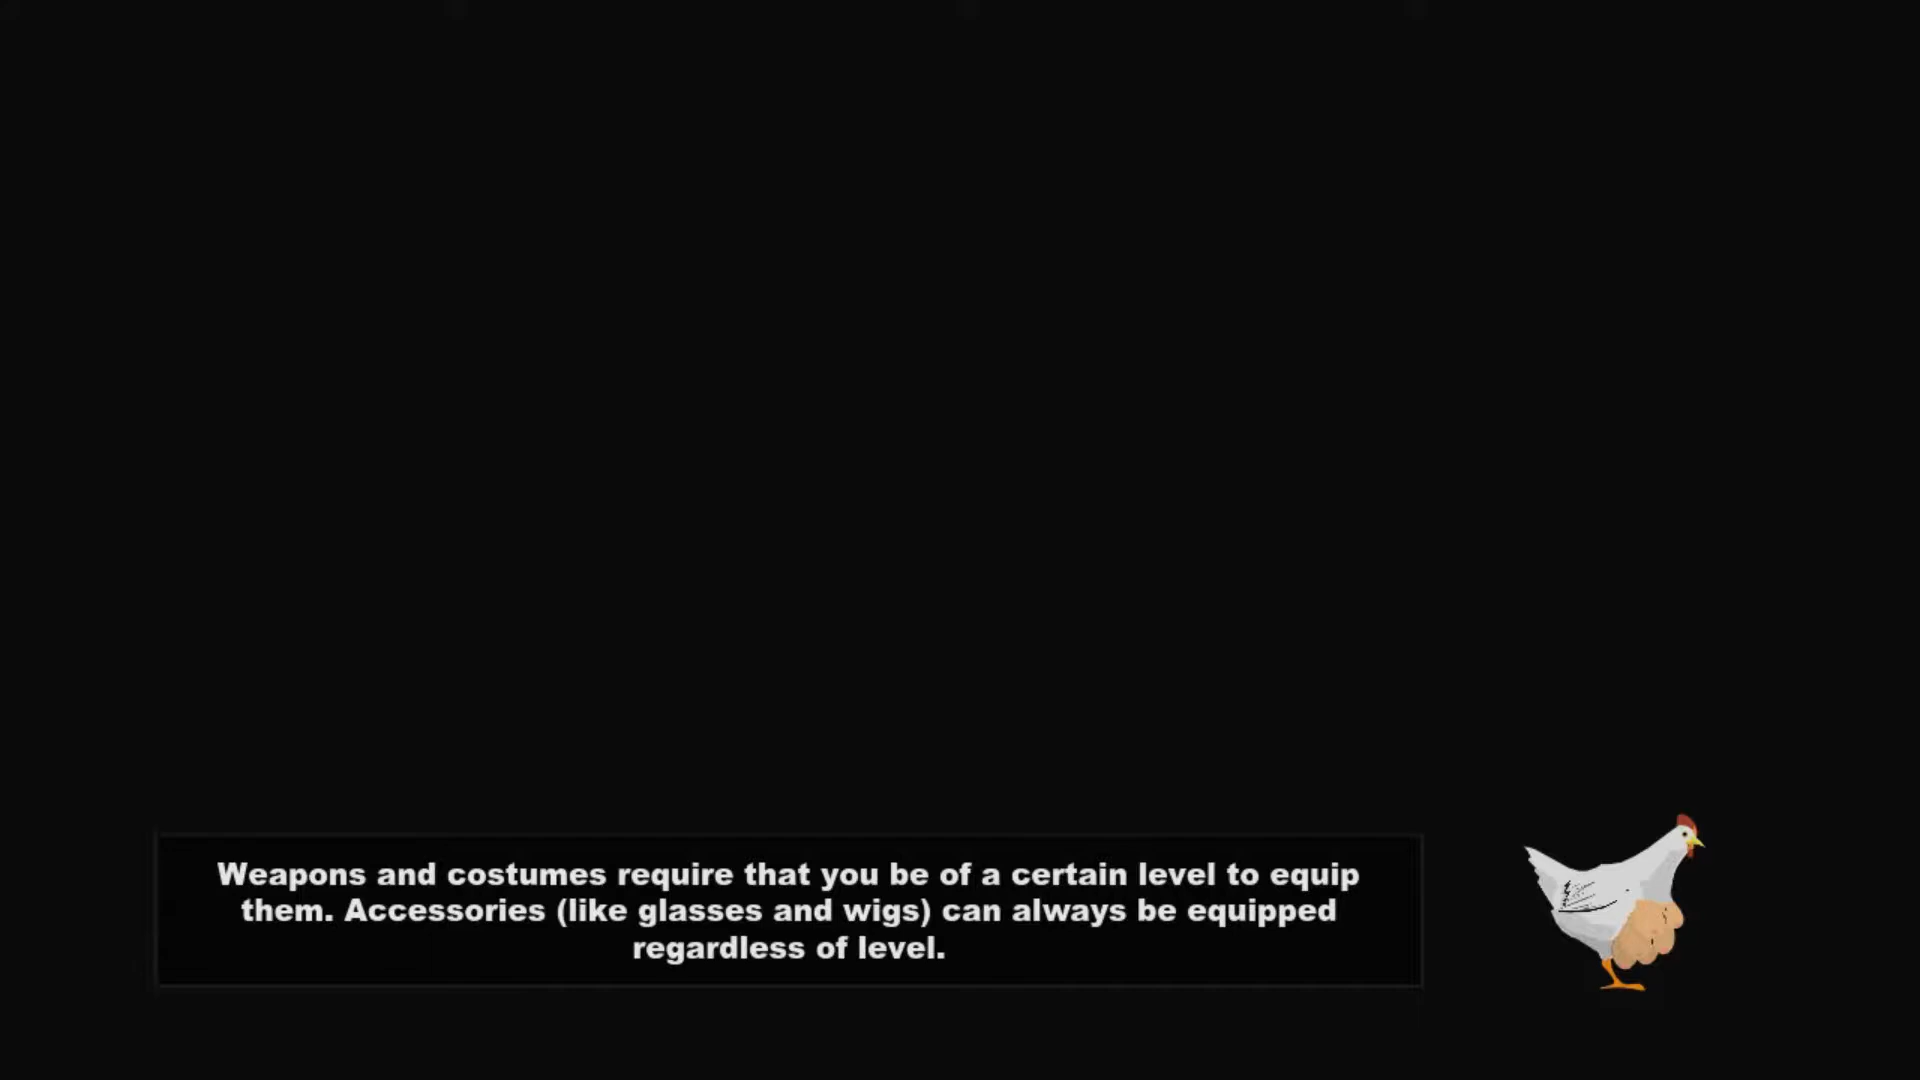 Weapons and costumes require that you be of a certain level to equip
them. Accessories (like glasses and wigs) can always be equipped
regardless of level.